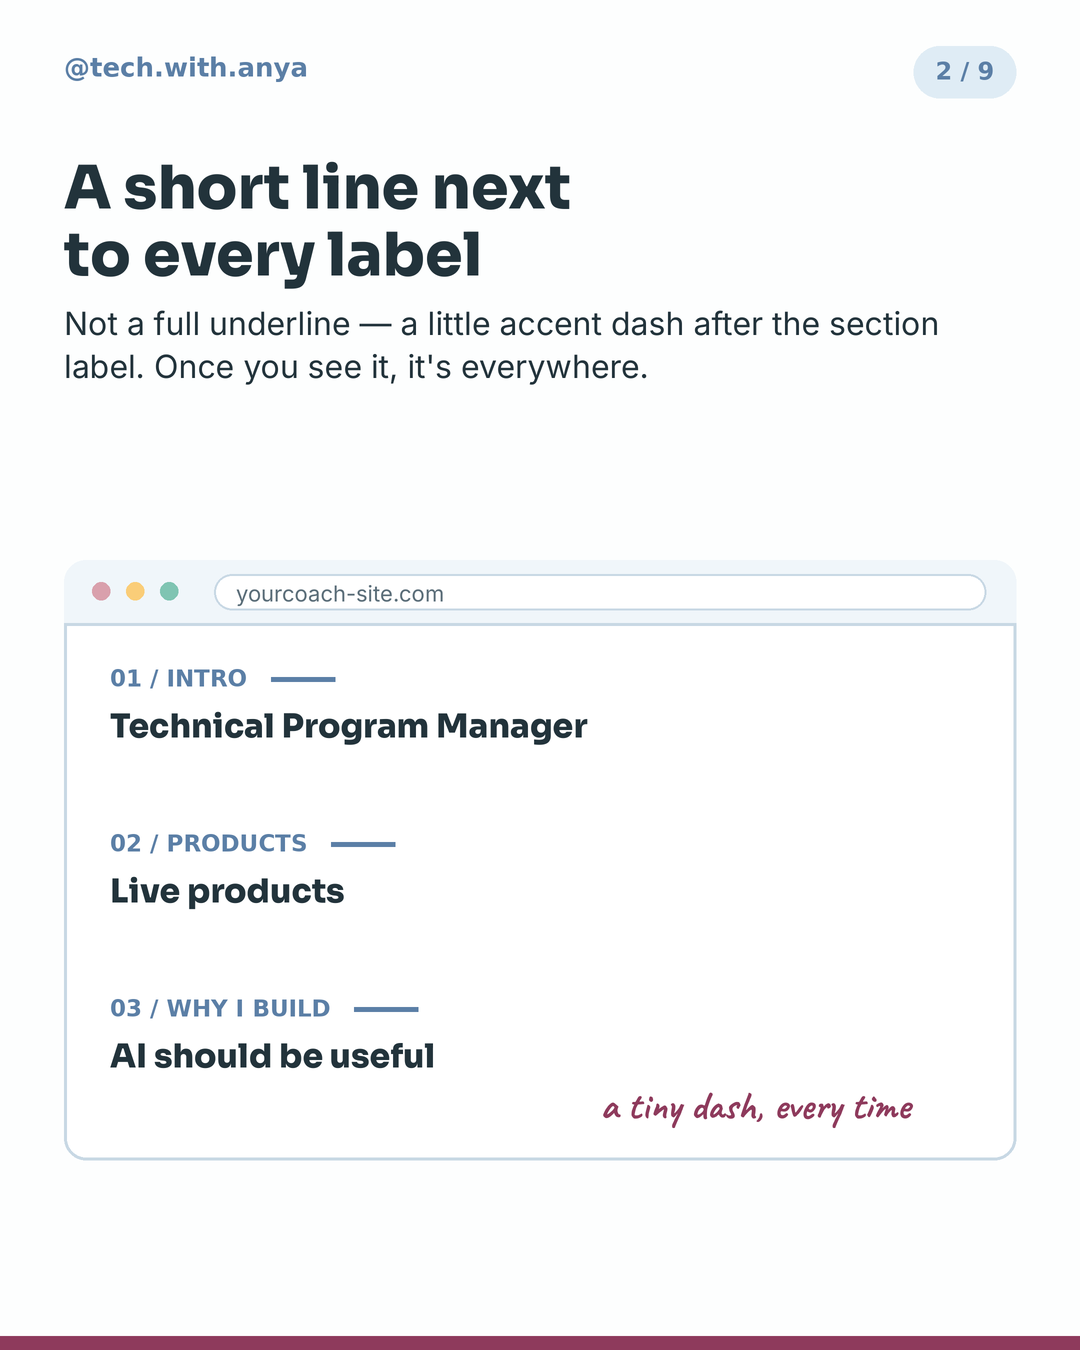 @tech.with.anya
2 / 9
A short line next
to every label
Not a full underline — a little accent dash after the section
label. Once you see it, it's everywhere.
yourcoach-site.com
01 / INTRO
Technical Program Manager
02 / PRODUCTS
Live products
03 / WHY I BUILD
AI should be useful
a tiny dash, every time